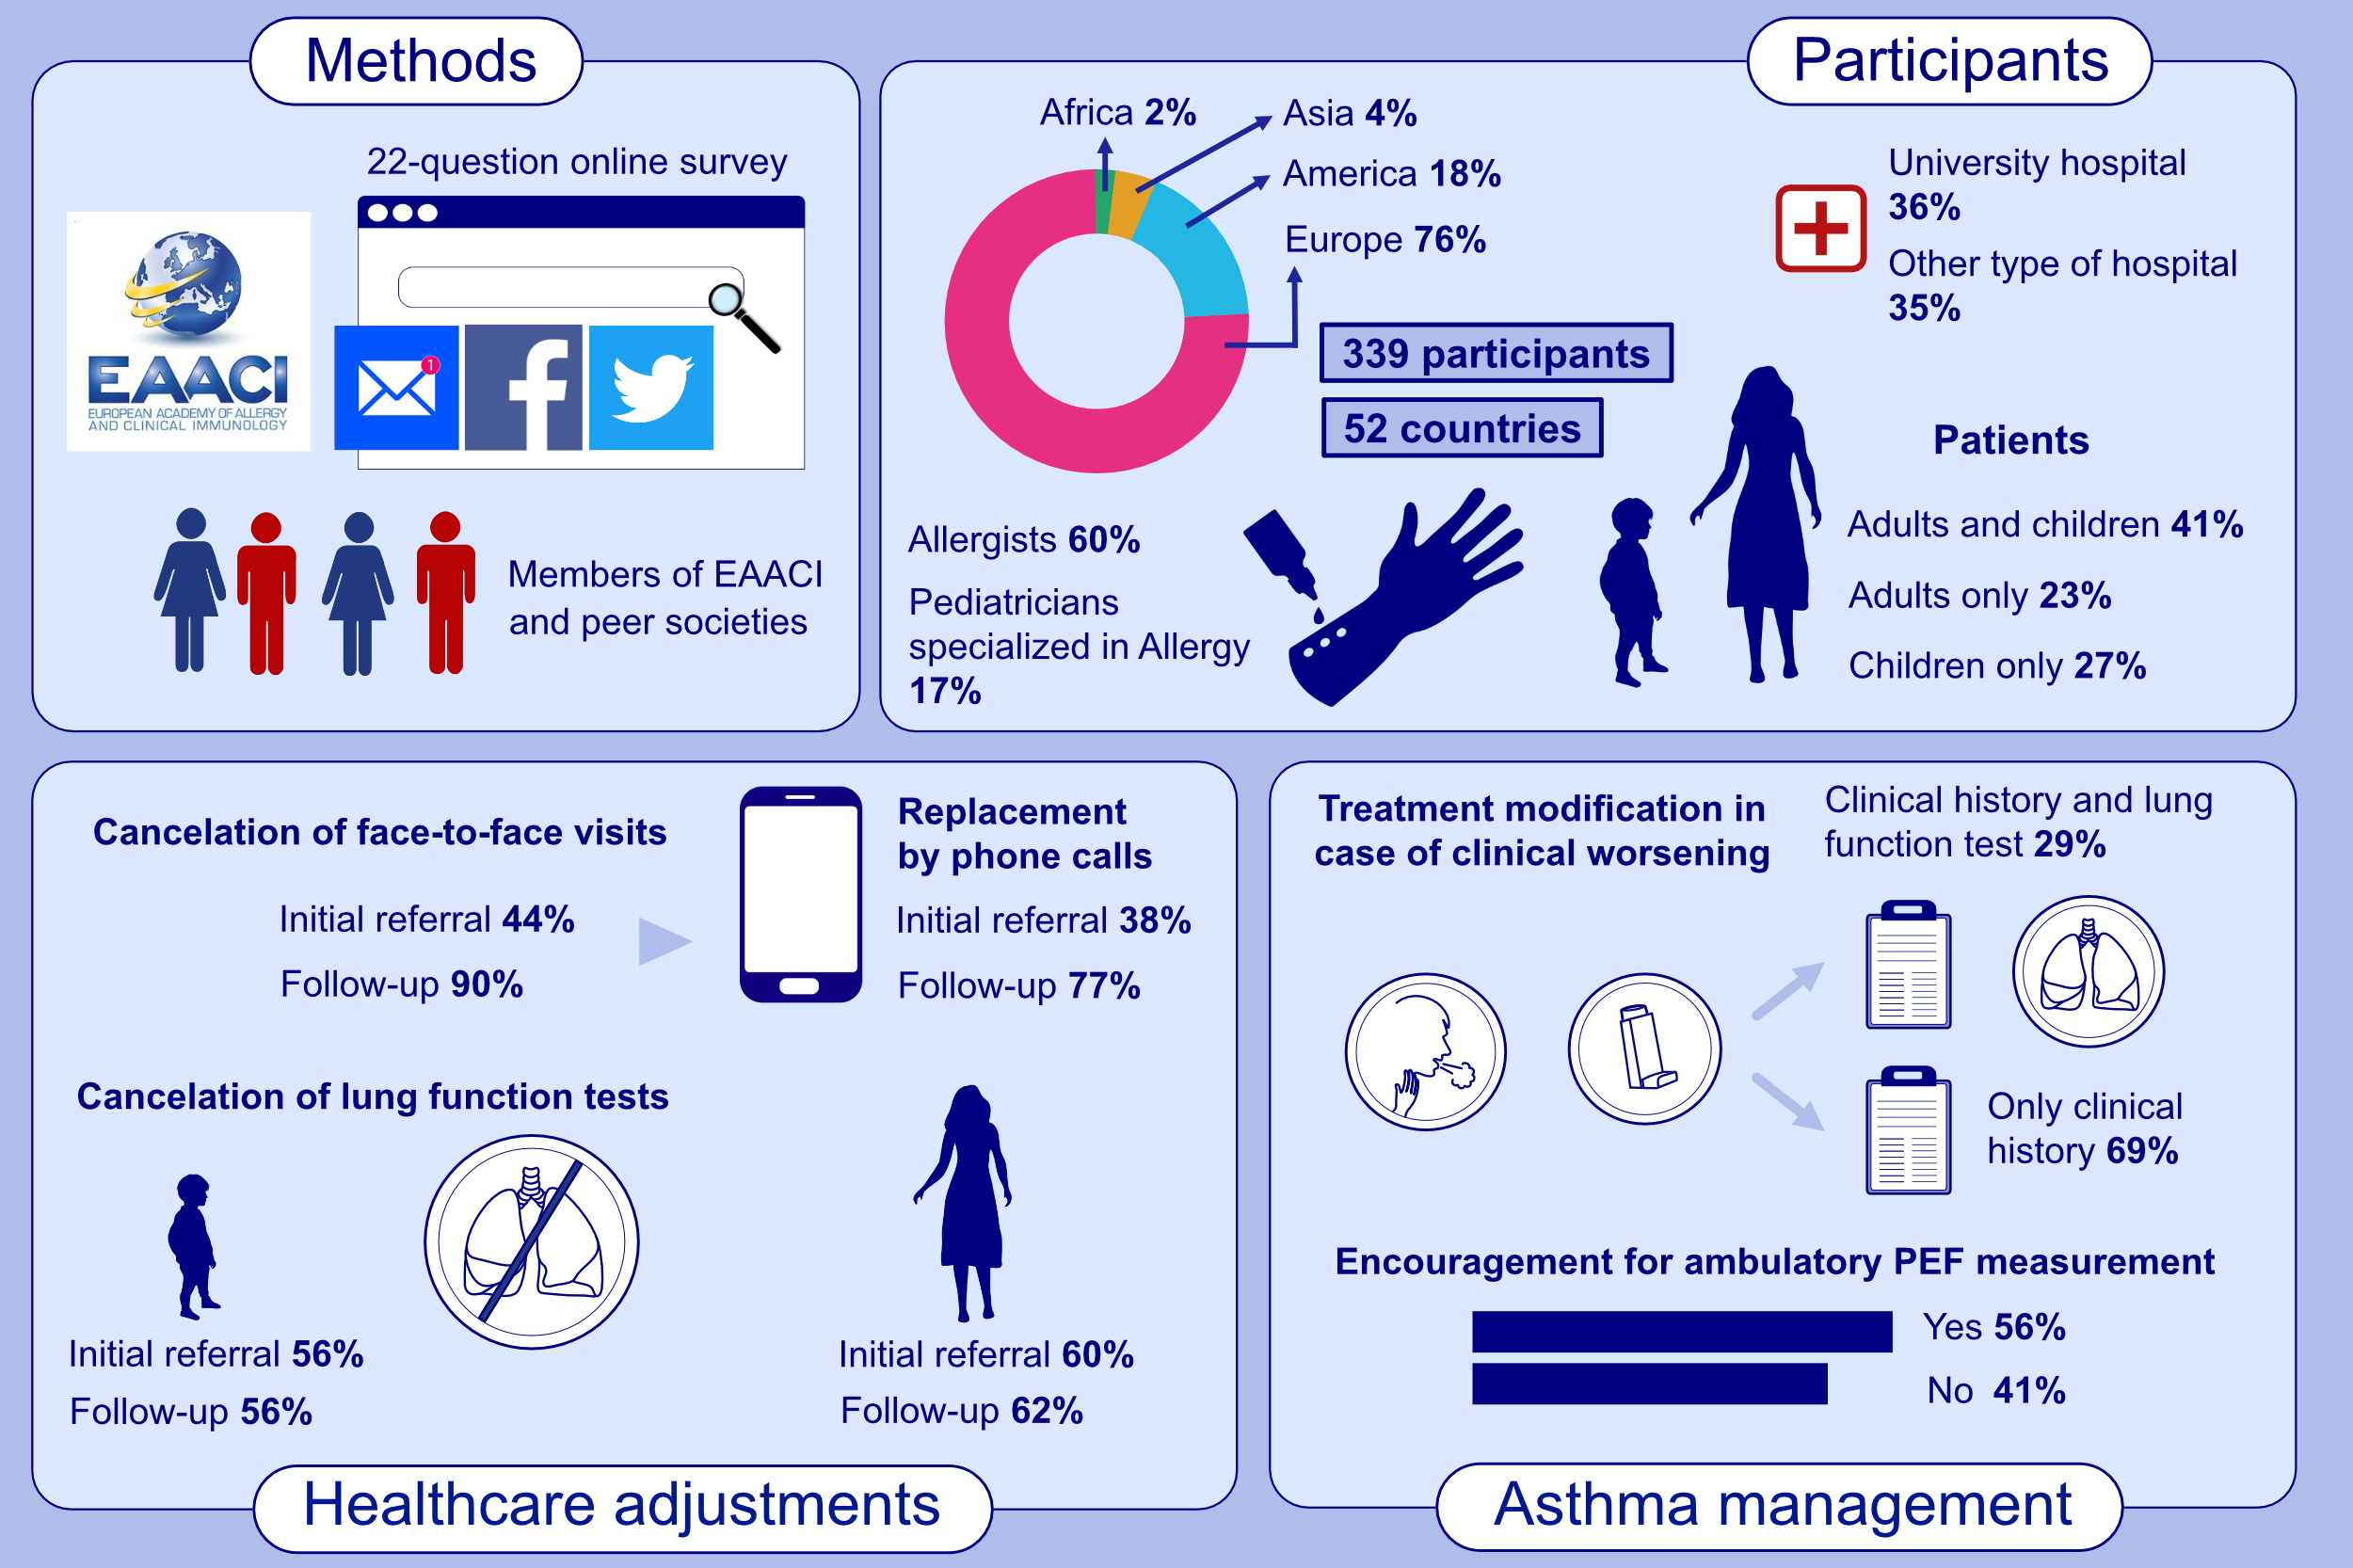 Methods
22-question online survey
EAACI
EUROPEAN ACADEMY OF ALLERGY
AND CLINICAL IMMUNOLOGY
1
Members of EAACI
and peer societies
Participants
Africa 2%
Asia 4%
America 18%
Europe 76%
339 participants
52 countries
University hospital
36%
Other type of hospital
35%
Allergists 60%
Pediatricians
specialized in Allergy
17%
Patients
Adults and children 41%
Adults only 23%
Children only 27%
Cancelation of face-to-face visits
Initial referral 44%
Follow-up 90%
Replacement
by phone calls
Initial referral 38%
Follow-up 77%
Cancelation of lung function tests
Initial referral 56%
Follow-up 56%
Initial referral 60%
Follow-up 62%
Healthcare adjustments
Treatment modification in
case of clinical worsening
Clinical history and lung
function test 29%
Only clinical
history 69%
Encouragement for ambulatory PEF measurement
Yes 56%
No 41%
Asthma management